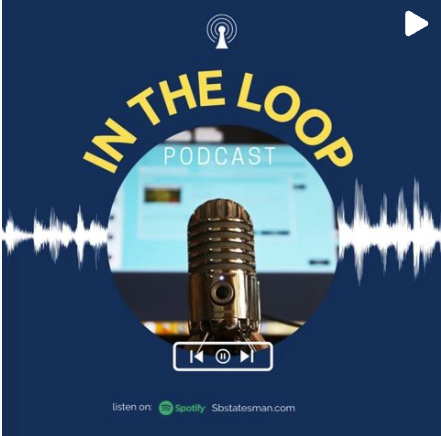 IN THE LOOP
PODCAST
listen on: Spotify Sbstatesman.com